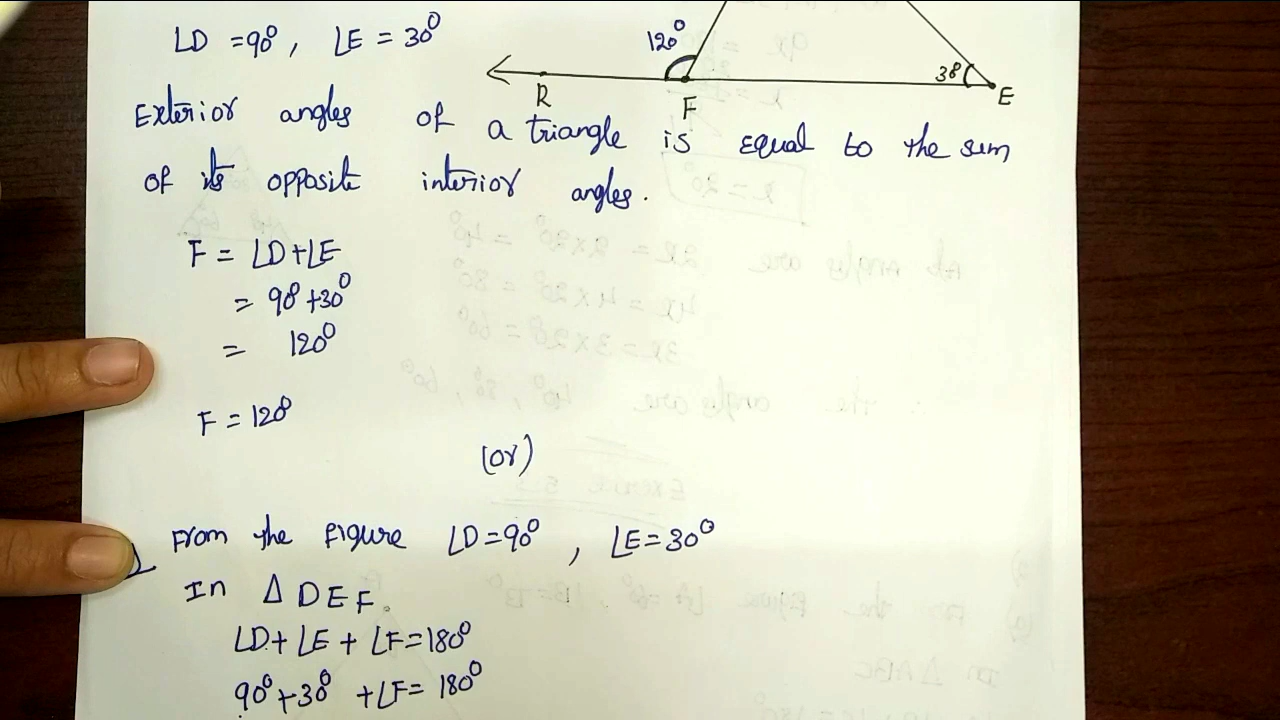 ∠D = 90°, ∠E = 30°
120°
38
R
F
E
Exterior angles of a triangle is equal to the sum
of its opposite interior angles.
F = ∠D+∠E
= 90°+30°
= 120°
F = 120°
(or)
From the figure ∠D=90°, ∠E=30°
In Δ DEF.
∠D+ ∠E + ∠F=180°
90°+30° +∠F= 180°